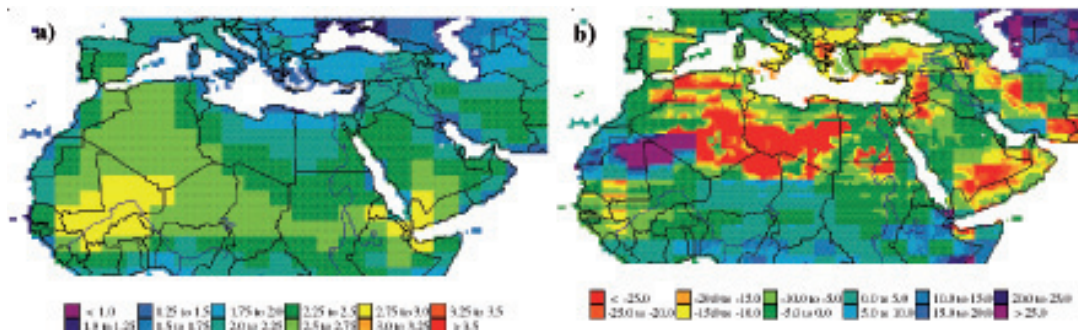 a)
b)
< 1.0 1.25 to 1.5 1.75 to 2.0 2.25 to 2.5 2.75 to 3.0 3.25 to 3.5
1.0 to 1.25 1.5 to 1.75 2.0 to 2.25 2.5 to 2.75 3.0 to 3.25 > 3.5
< -25.0 -20.0 to -15.0 -10.0 to -5.0 0.0 to 5.0 10.0 to 15.0 20.0 to 25.0
-25.0 to -20.0 -15.0 to -10.0 -5.0 to 0.0 5.0 to 10.0 15.0 to 20.0 > 25.0